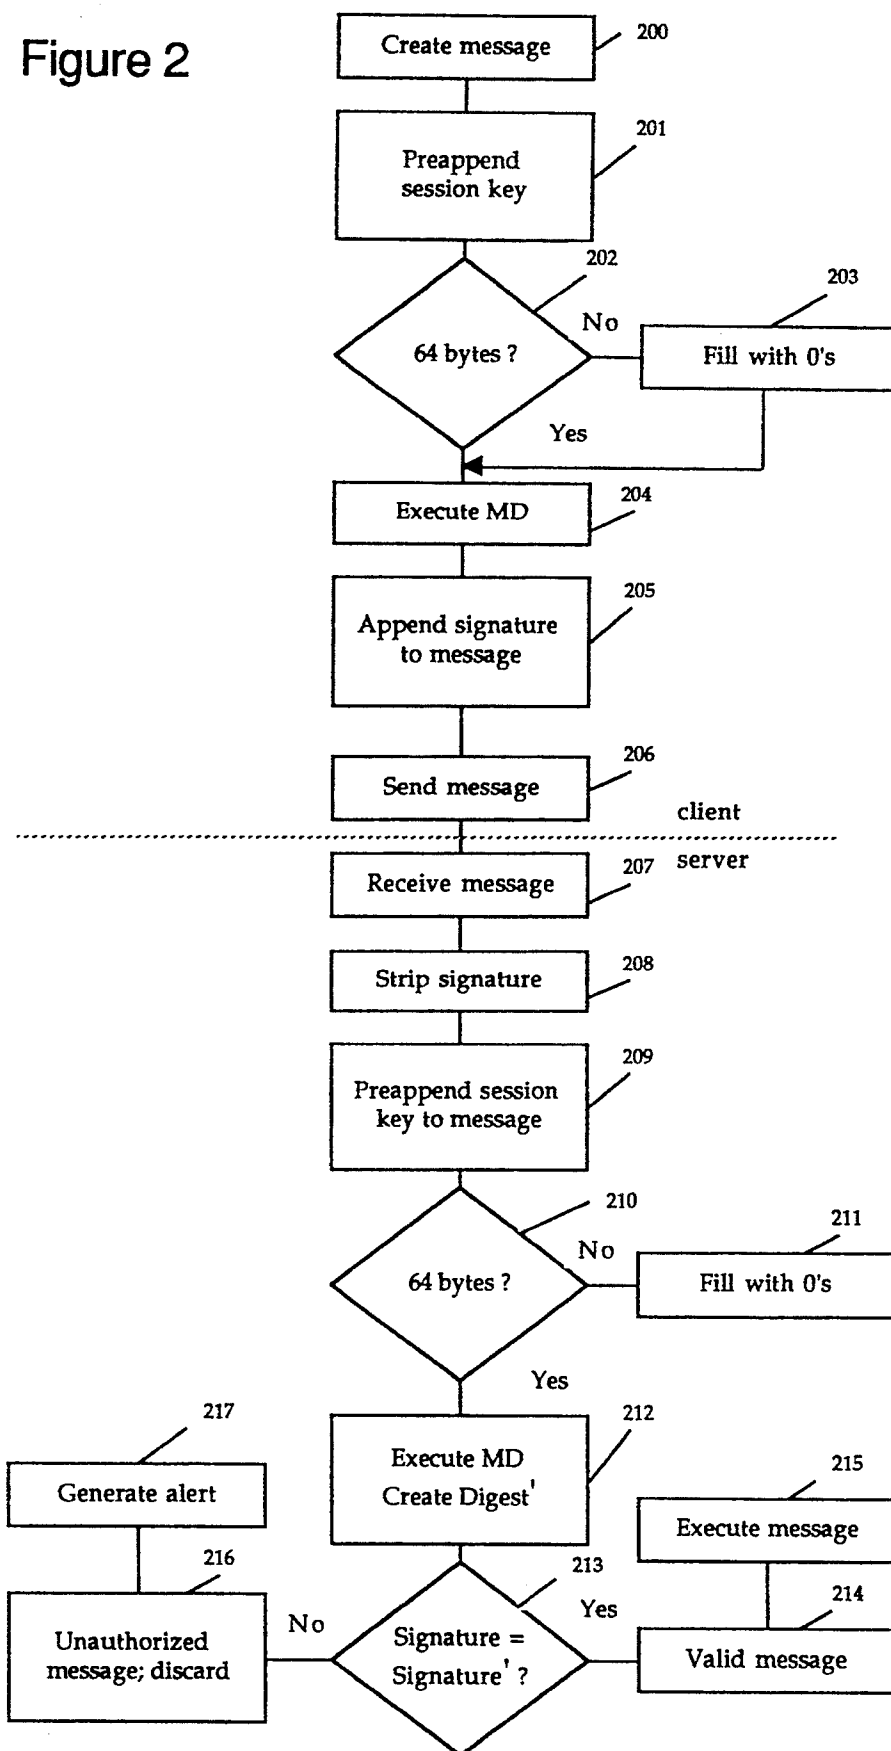 Figure 2
Create message
200
Preappend
session key
201
64 bytes ?
202
No
Fill with 0's
203
Yes
Execute MD
204
Append signature
to message
205
Send message
206
client
server
Receive message
207
Strip signature
208
Preappend session
key to message
209
64 bytes ?
210
No
Fill with 0's
211
Yes
Execute MD
Create Digest'
212
Signature =
Signature' ?
213
Yes
Valid message
214
Execute message
215
No
Unauthorized
message; discard
216
Generate alert
217